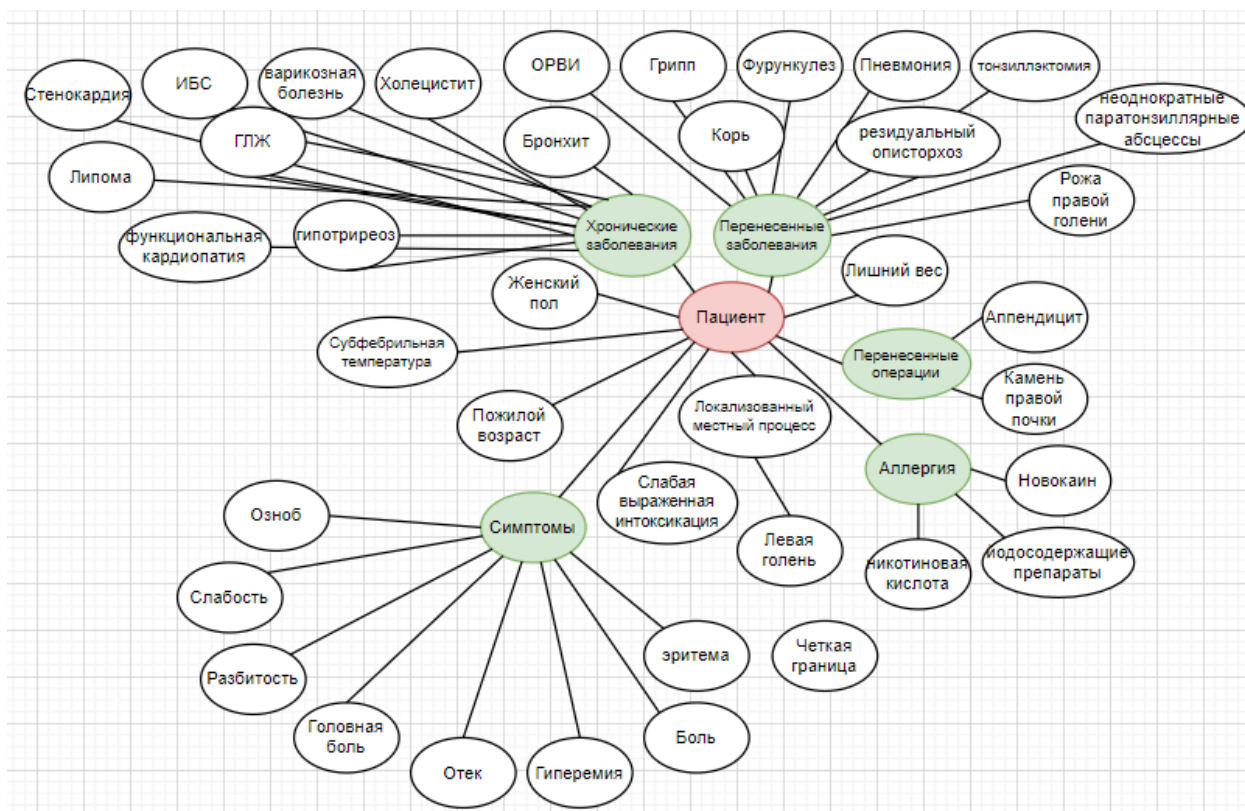 ОРВИ
Грипп
Фурункулез
Пневмония
тонзиллэктомия
ИБС
варикозная
болезнь
Холецистит
Стенокардия
неоднократные
паратонзиллярные
абсцессы
ГЛЖ
Бронхит
Корь
резидуальный
описторхоз
Липома
Рожа
правой
голени
функциональная
кардиопатия
гипотриреоз
Хронические
заболевания
Перенесенные
заболевания
Лишний вес
Женский
пол
Пациент
Аппендицит
Субфебрильная
температура
Перенесенные
операции
Камень
правой
почки
Пожилой
возраст
Локализованный
местный процесс
Аллергия
Новокаин
Слабая
выраженная
интоксикация
Озноб
Симптомы
Левая
голень
никотиновая
кислота
йодосодержащие
препараты
Слабость
эритема
Четкая
граница
Разбитость
Головная
боль
Боль
Отек
Гиперемия